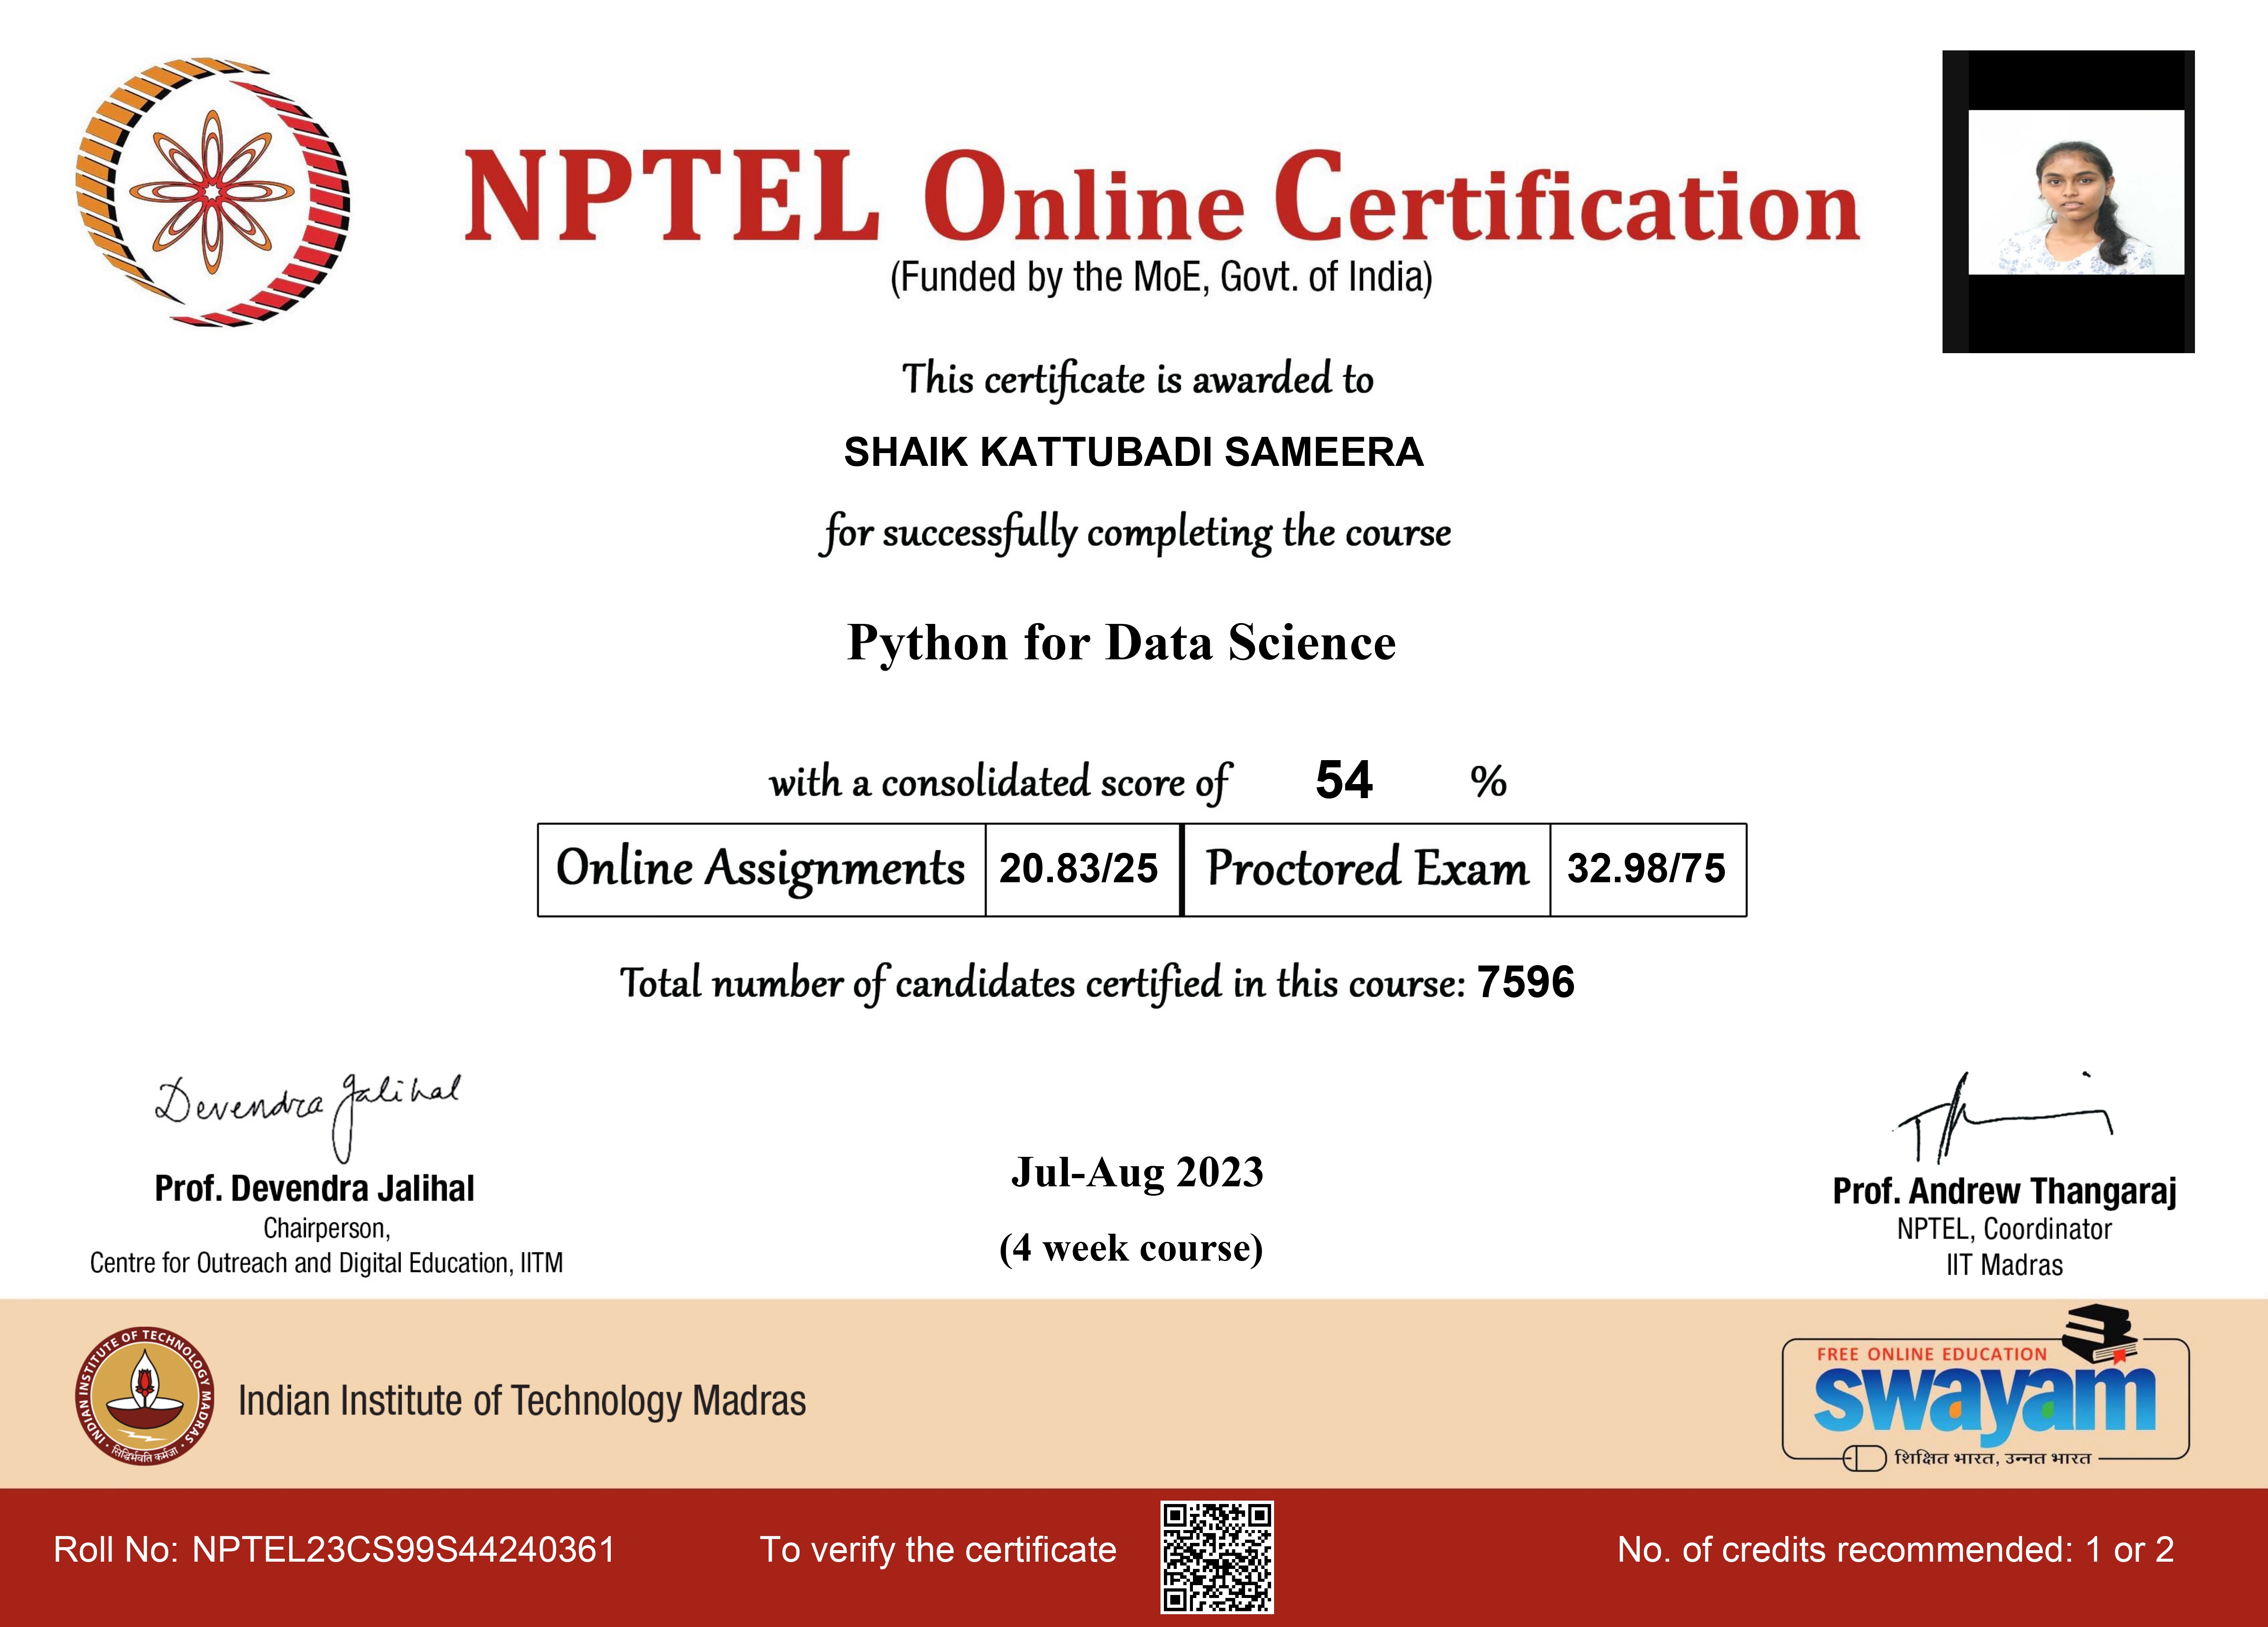 NPTEL Online Certification
(Funded by the MoE, Govt. of India)
This certificate is awarded to
SHAIK KATTUBADI SAMEERA
for successfully completing the course
Python for Data Science
with a consolidated score of 54 %
Online Assignments 20.83/25 Proctored Exam 32.98/75
Total number of candidates certified in this course: 7596
Devendra Jalihal
Prof. Devendra Jalihal
Chairperson,
Centre for Outreach and Digital Education, IITM
Jul-Aug 2023
(4 week course)
Prof. Andrew Thangaraj
NPTEL, Coordinator
IIT Madras
INDIAN INSTITUTE OF TECHNOLOGY MADRAS
सिद्धिर्भवति कर्मजा
Indian Institute of Technology Madras
FREE ONLINE EDUCATION
swayam
शिक्षित भारत, उन्नत भारत
Roll No: NPTEL23CS99S44240361
To verify the certificate
No. of credits recommended: 1 or 2